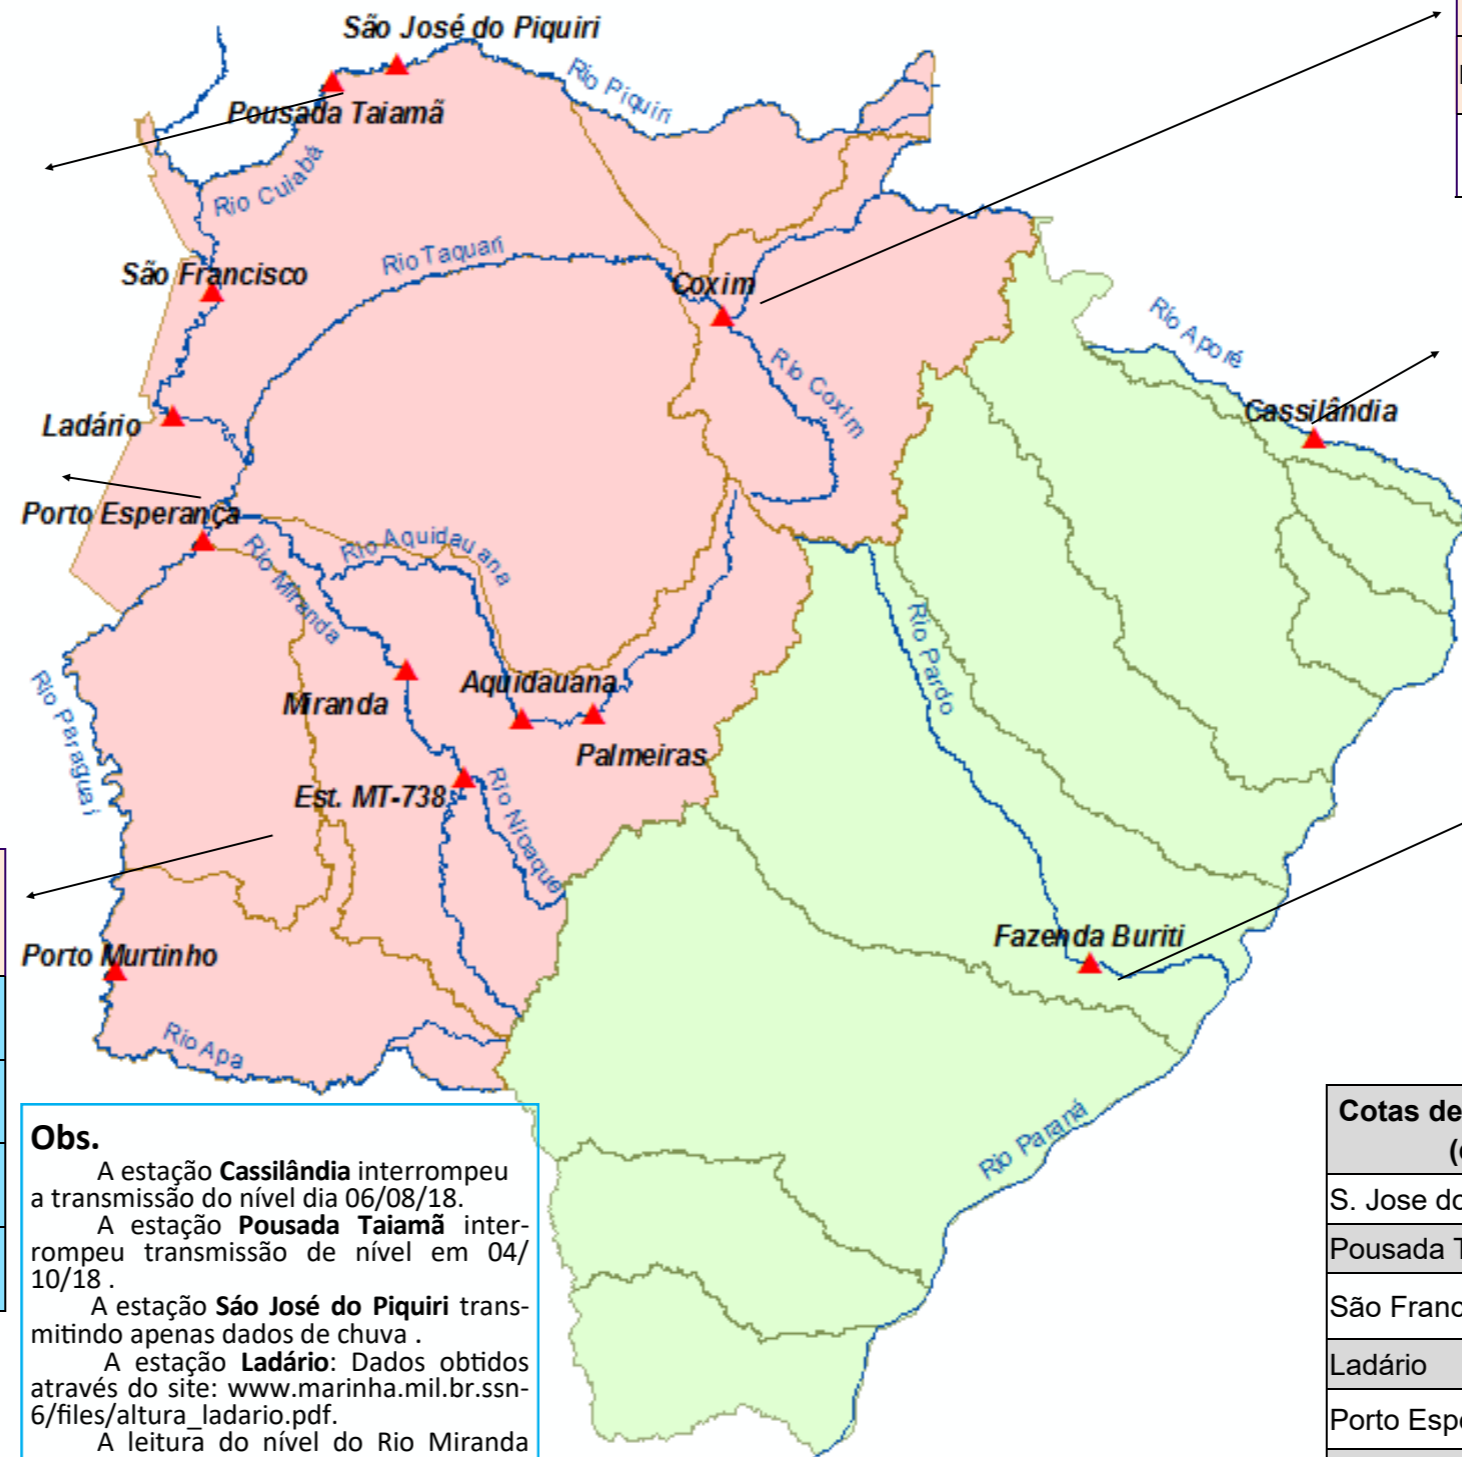 São José do Piquiri
Rio Piquiri
Pousada Taiamã
Rio Cuiabá
Rio Taquari
São Francisco
Coxim
Rio Aporé
Rio Coxim
Cassilândia
Ladário
Porto Esperança
Rio Aquidauana
Rio Miranda
Rio Pardo
Rio Paraguai
Aquidauana
Miranda
Palmeiras
Est. MT-738
Rio Nioaque
Fazenda Buriti
Porto Murtinho
Rio Apa
Rio Paraná
Obs.
A estação Cassilândia interrompeu
a transmissão do nível dia 06/08/18.
A estação Pousada Taiamã inter-
rompeu transmissão de nível em 04/
10/18 .
A estação Sáo José do Piquiri trans-
mitindo apenas dados de chuva .
A estação Ladário: Dados obtidos
através do site: www.marinha.mil.br.ssn-
6/files/altura_ladario.pdf.
A leitura do nível do Rio Miranda
Cotas de
S. Jose do
Pousada T
São Franc
Ladário
Porto Espe